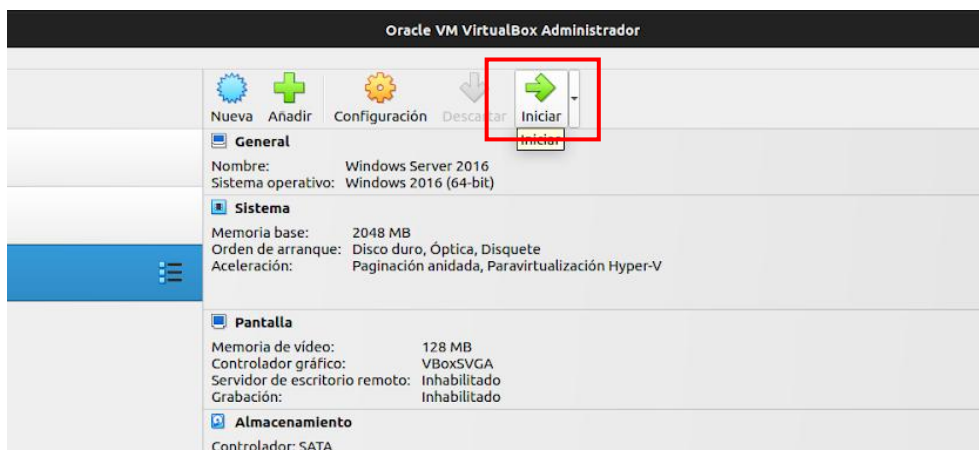 Oracle VM VirtualBox Administrador
Nueva Añadir Configuración Descartar Iniciar
Iniciar
General
Nombre: Windows Server 2016
Sistema operativo: Windows 2016 (64-bit)
Sistema
Memoria base: 2048 MB
Orden de arranque: Disco duro, Óptica, Disquete
Aceleración: Paginación anidada, Paravirtualización Hyper-V
Pantalla
Memoria de vídeo: 128 MB
Controlador gráfico: VBoxSVGA
Servidor de escritorio remoto: Inhabilitado
Grabación: Inhabilitado
Almacenamiento
Controlador: SATA